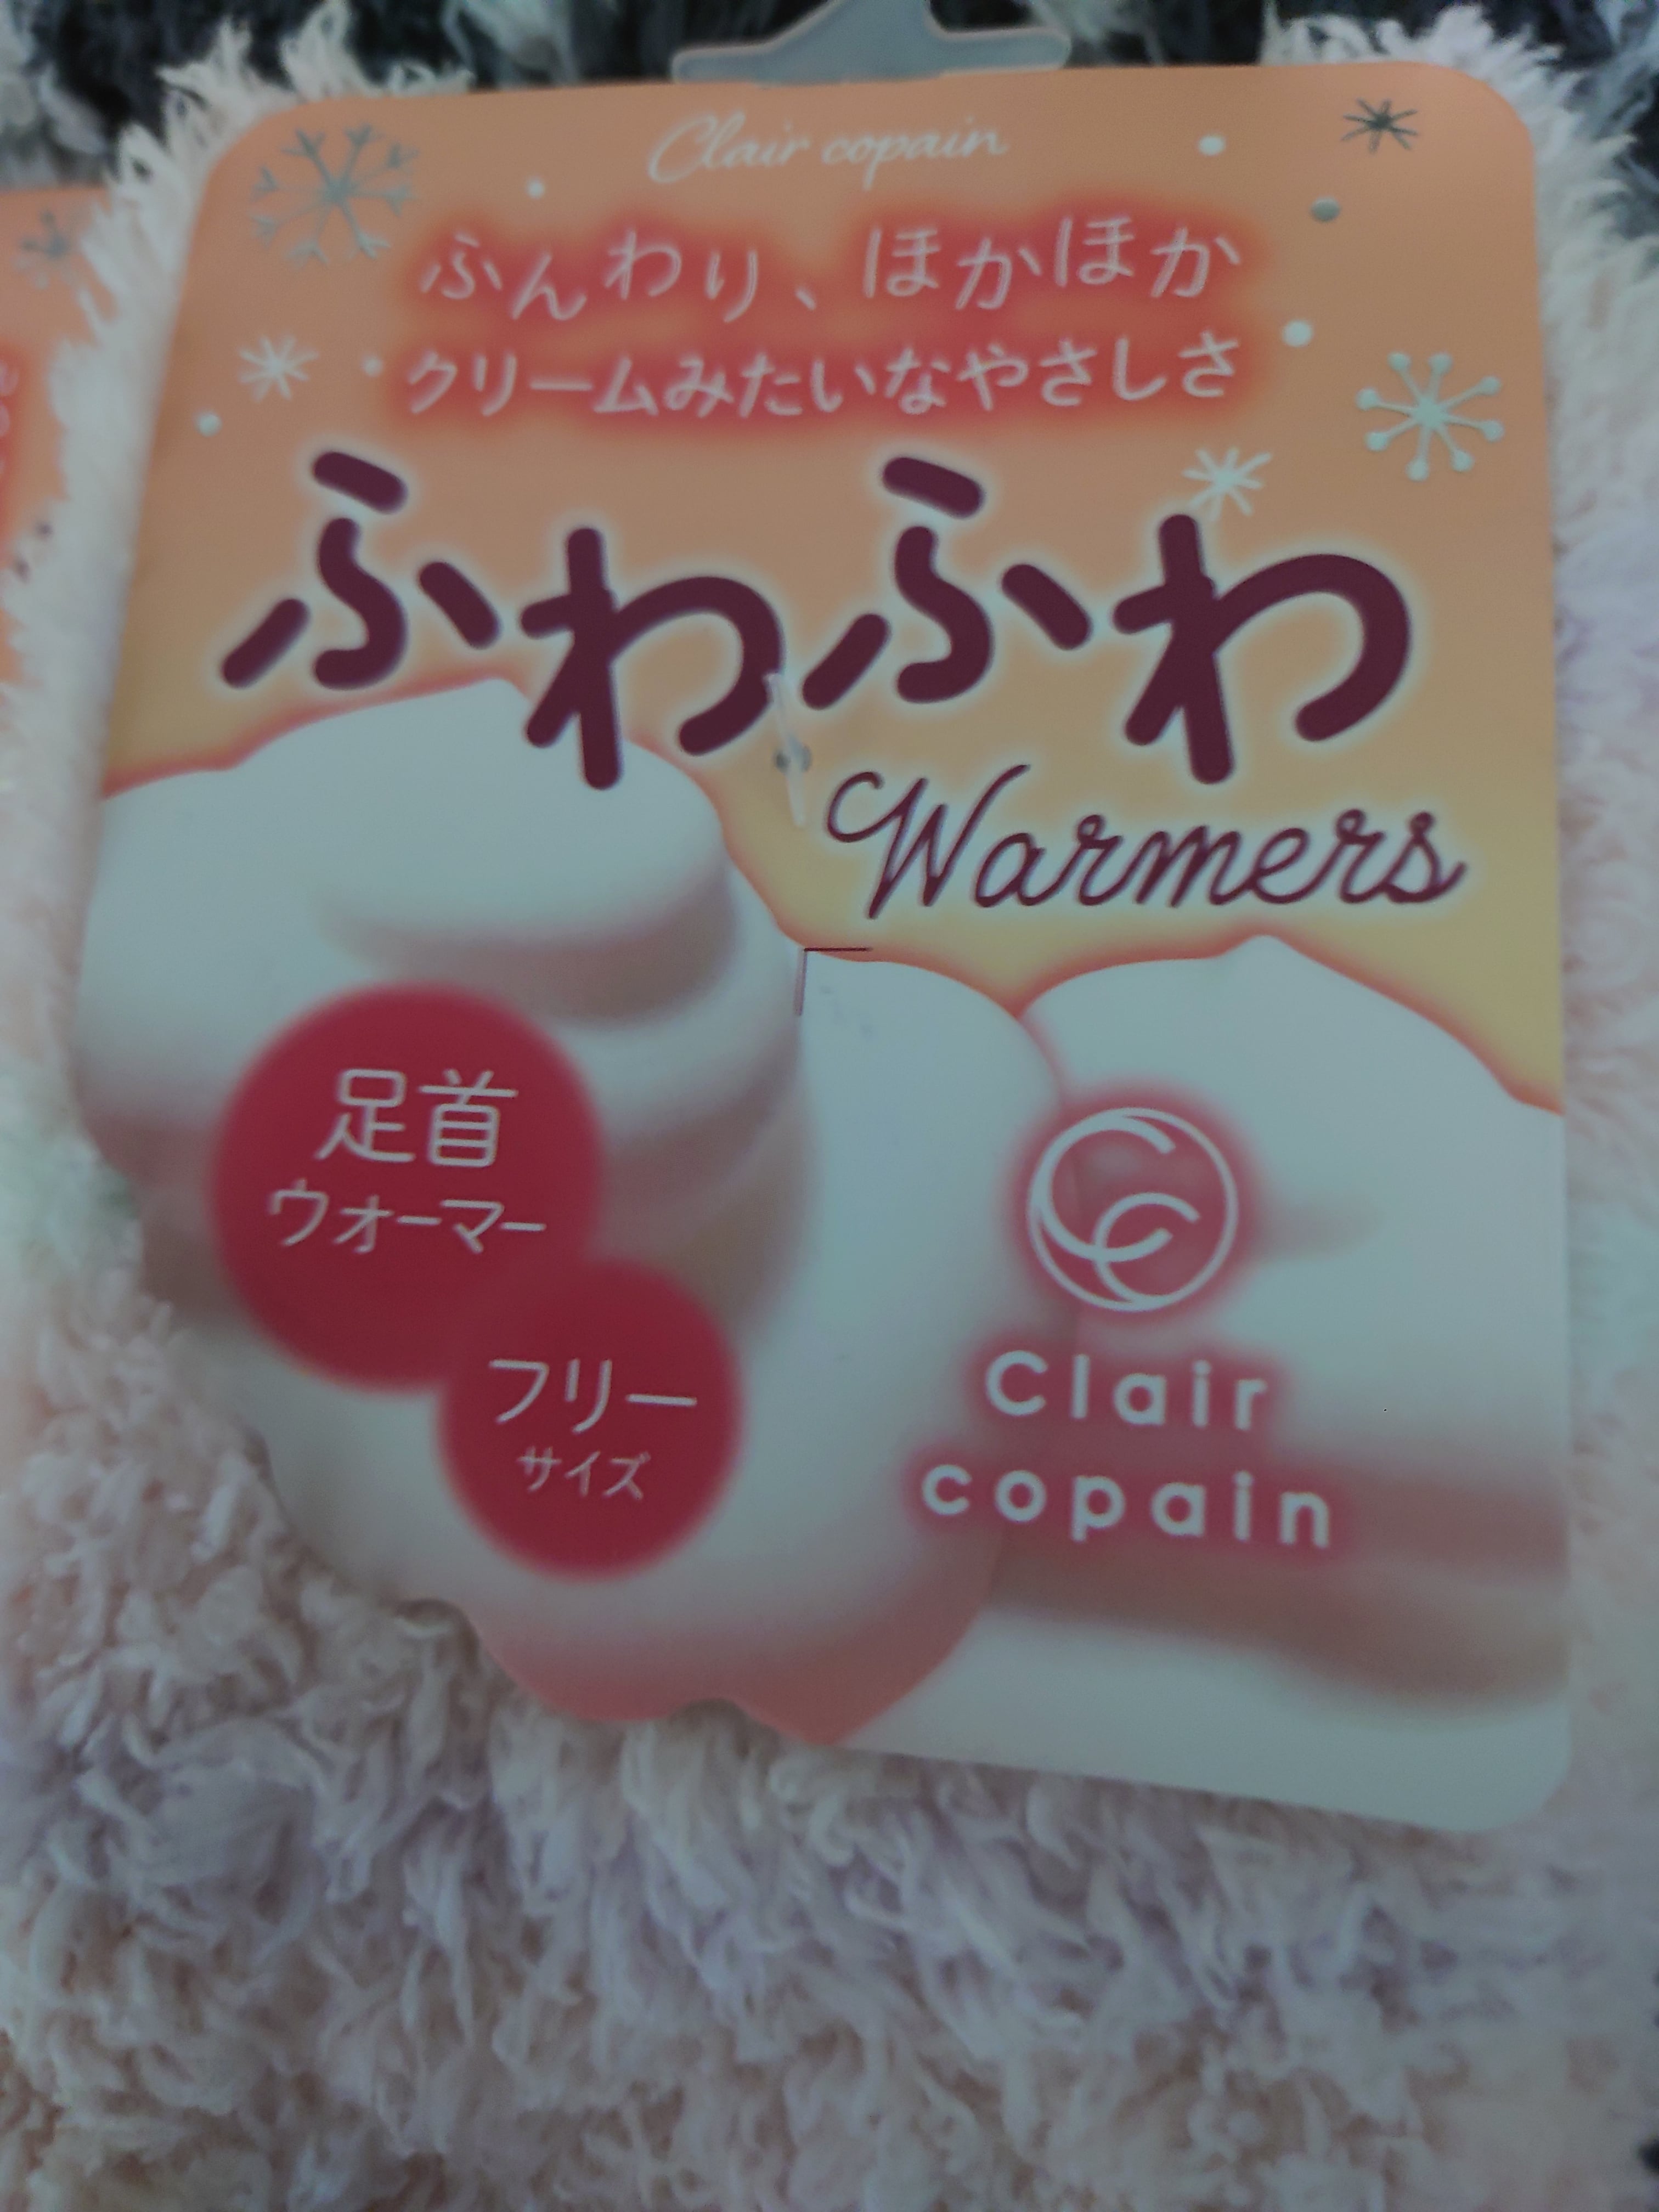 Clair copain
ふんわり、ほかほか
クリームみたいなやさしさ
ふわふわ
Warmers
足首
ウォーマー
フリー
サイズ
Clair
copain